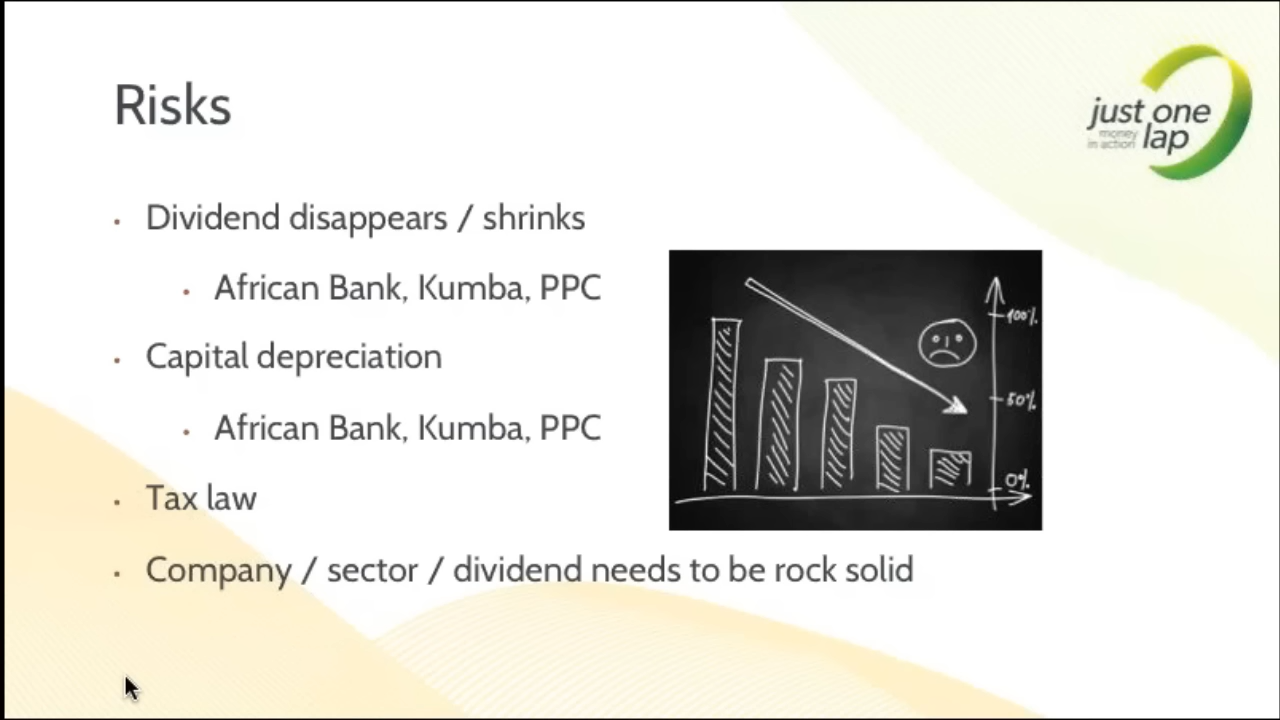 Risks
just one
money
in action lap
• Dividend disappears / shrinks
• African Bank, Kumba, PPC
• Capital depreciation
• African Bank, Kumba, PPC
• Tax law
• Company / sector / dividend needs to be rock solid
100%
50%
0%